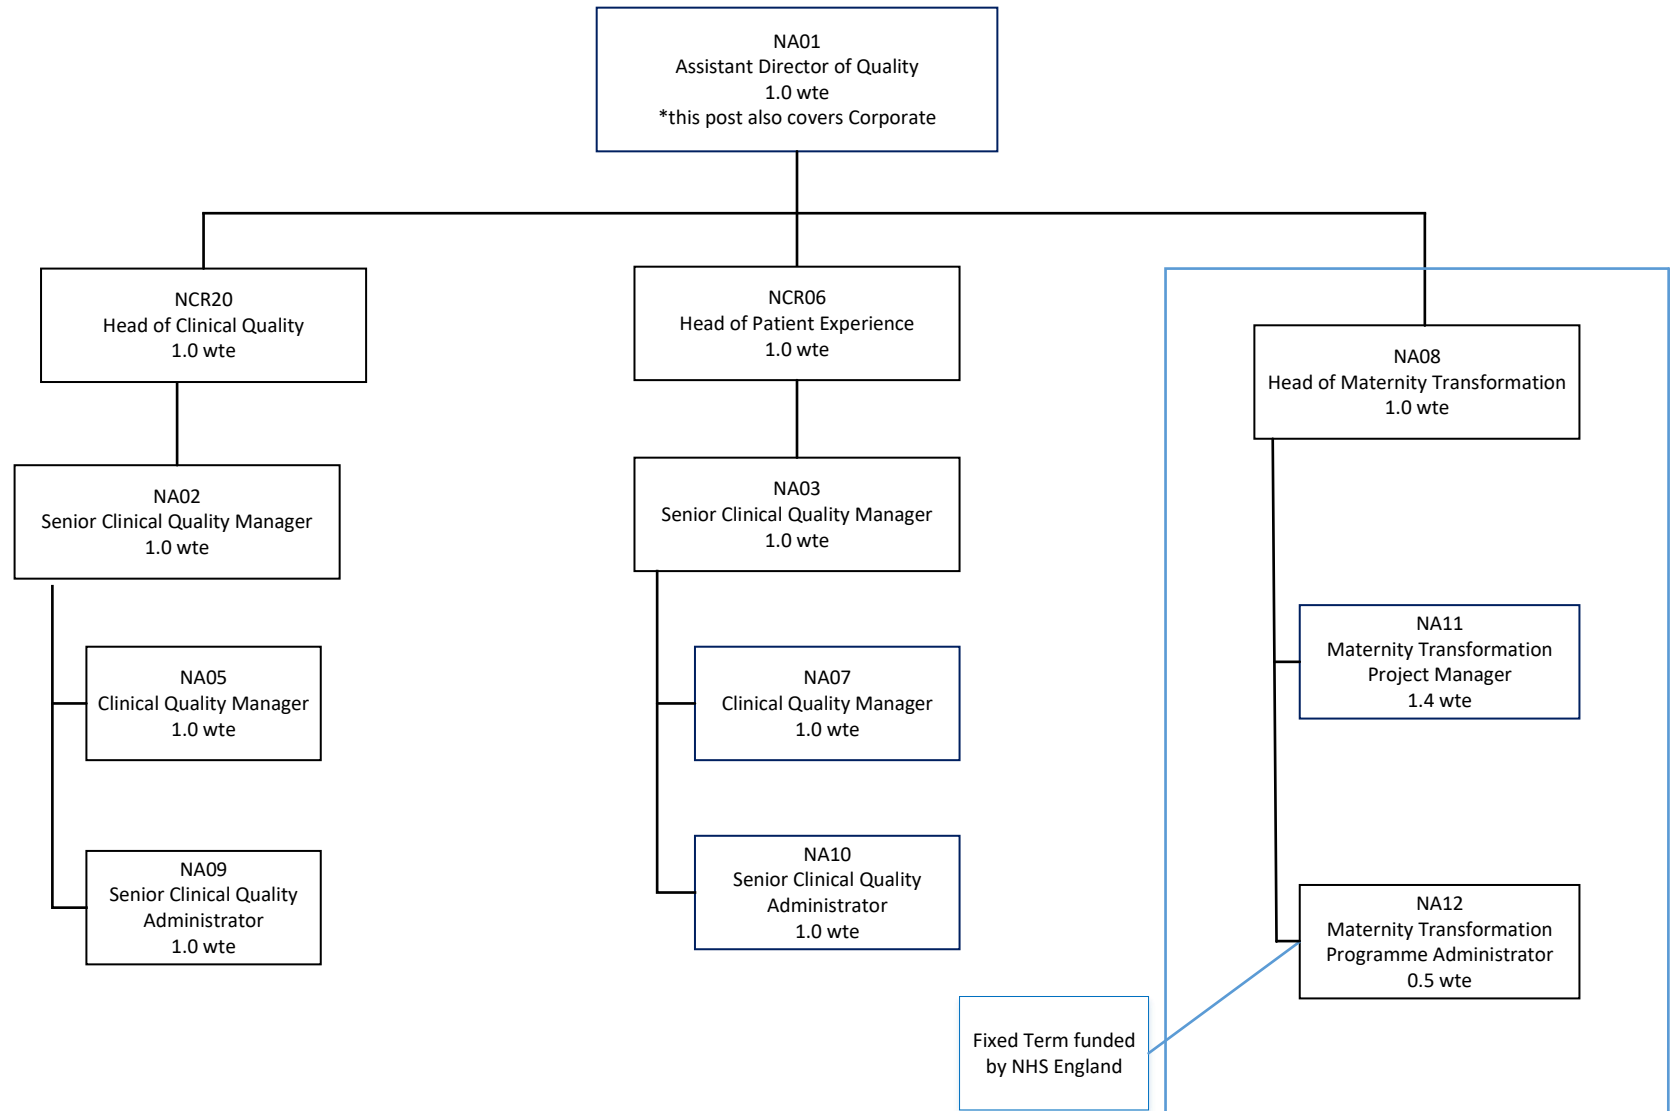 NA01
Assistant Director of Quality
1.0 wte
*this post also covers Corporate
NCR20
Head of Clinical Quality
1.0 wte
NCR06
Head of Patient Experience
1.0 wte
NA08
Head of Maternity Transformation
1.0 wte
NA02
Senior Clinical Quality Manager
1.0 wte
NA03
Senior Clinical Quality Manager
1.0 wte
NA05
Clinical Quality Manager
1.0 wte
NA07
Clinical Quality Manager
1.0 wte
NA11
Maternity Transformation
Project Manager
1.4 wte
NA09
Senior Clinical Quality
Administrator
1.0 wte
NA10
Senior Clinical Quality
Administrator
1.0 wte
NA12
Maternity Transformation
Programme Administrator
0.5 wte
Fixed Term funded
by NHS England